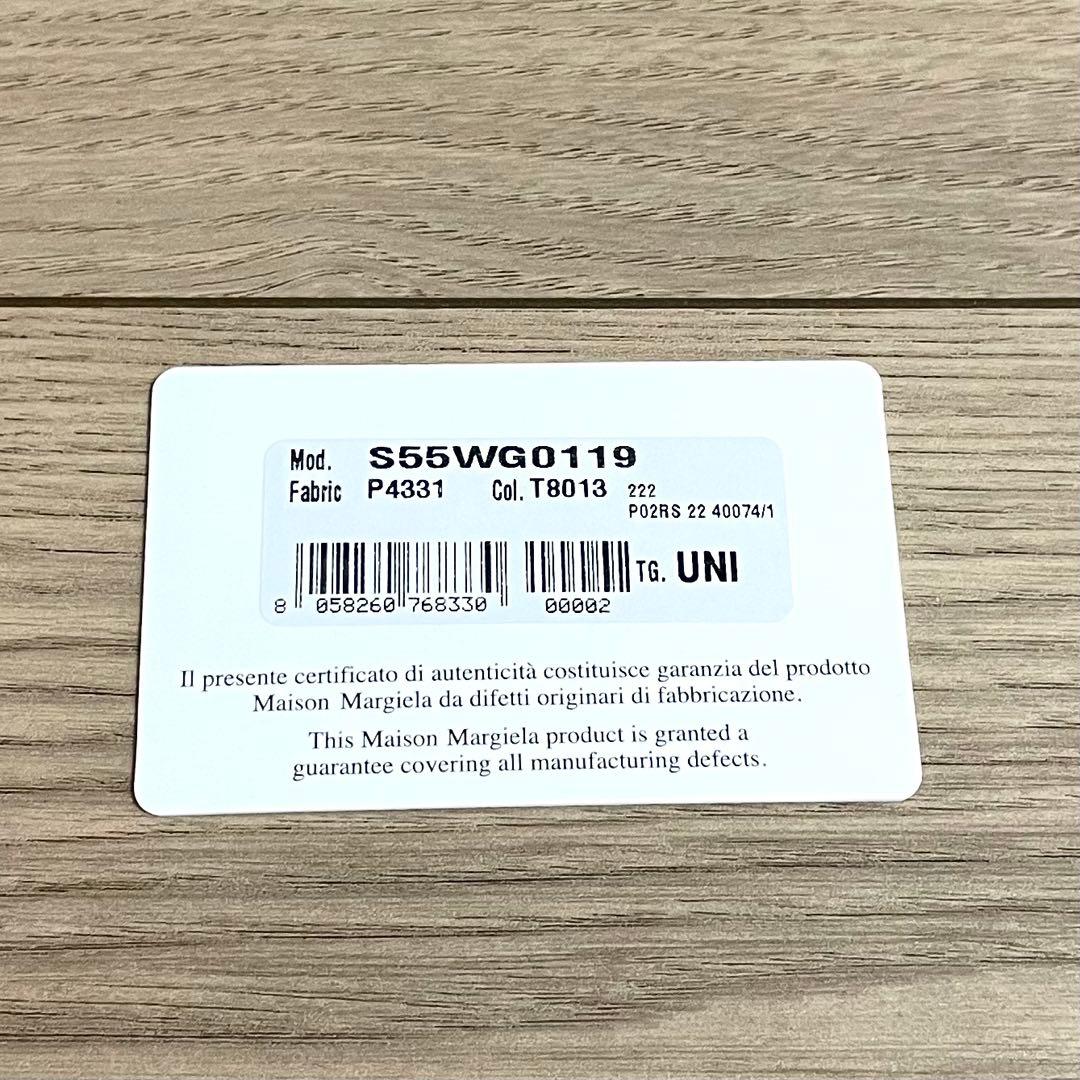 Mod. S55WG0119
Fabric P4331 Col. T8013 222
P02RS 22 40074/1
TG. UNI
8 058260 768330 00002
Il presente certificato di autenticità costituisce garanzia del prodotto
Maison Margiela da difetti originari di fabbricazione.
This Maison Margiela product is granted a
guarantee covering all manufacturing defects.